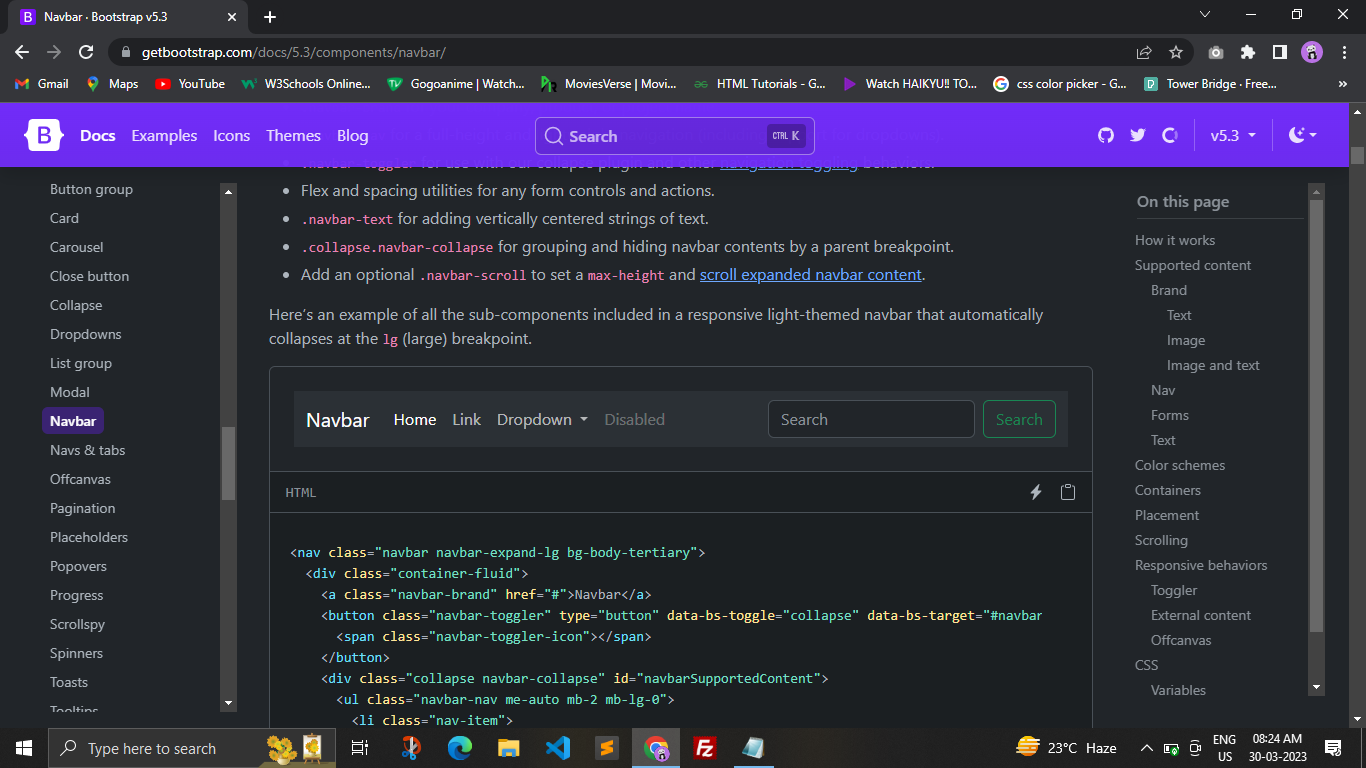 Navbar · Bootstrap v5.3
getbootstrap.com/docs/5.3/components/navbar/
Gmail
Maps
YouTube
W3Schools Online...
Gogoanime | Watch...
MoviesVerse | Movi...
HTML Tutorials - G...
Watch HAIKYU!! TO...
css color picker - G...
Tower Bridge · Free...
»
B Docs Examples Icons Themes Blog
Search CTRL K
v5.3
Button group
Card
Carousel
Close button
Collapse
Dropdowns
List group
Modal
Navbar
Navs & tabs
Offcanvas
Pagination
Placeholders
Popovers
Progress
Scrollspy
Spinners
Toasts
Tooltips
Flex and spacing utilities for any form controls and actions.
.navbar-text for adding vertically centered strings of text.
.collapse.navbar-collapse for grouping and hiding navbar contents by a parent breakpoint.
Add an optional .navbar-scroll to set a max-height and scroll expanded navbar content.
Here's an example of all the sub-components included in a responsive light-themed navbar that automatically
collapses at the lg (large) breakpoint.
Navbar Home Link Dropdown Disabled Search Search
HTML
<nav class="navbar navbar-expand-lg bg-body-tertiary">
<div class="container-fluid">
<a class="navbar-brand" href="#">Navbar</a>
<button class="navbar-toggler" type="button" data-bs-toggle="collapse" data-bs-target="#navbar
<span class="navbar-toggler-icon"></span>
</button>
<div class="collapse navbar-collapse" id="navbarSupportedContent">
<ul class="navbar-nav me-auto mb-2 mb-lg-0">
<li class="nav-item">
On this page
How it works
Supported content
Brand
Text
Image
Image and text
Nav
Forms
Text
Color schemes
Containers
Placement
Scrolling
Responsive behaviors
Toggler
External content
Offcanvas
CSS
Variables
Type here to search
23°C Haze
ENG
US
08:24 AM
30-03-2023